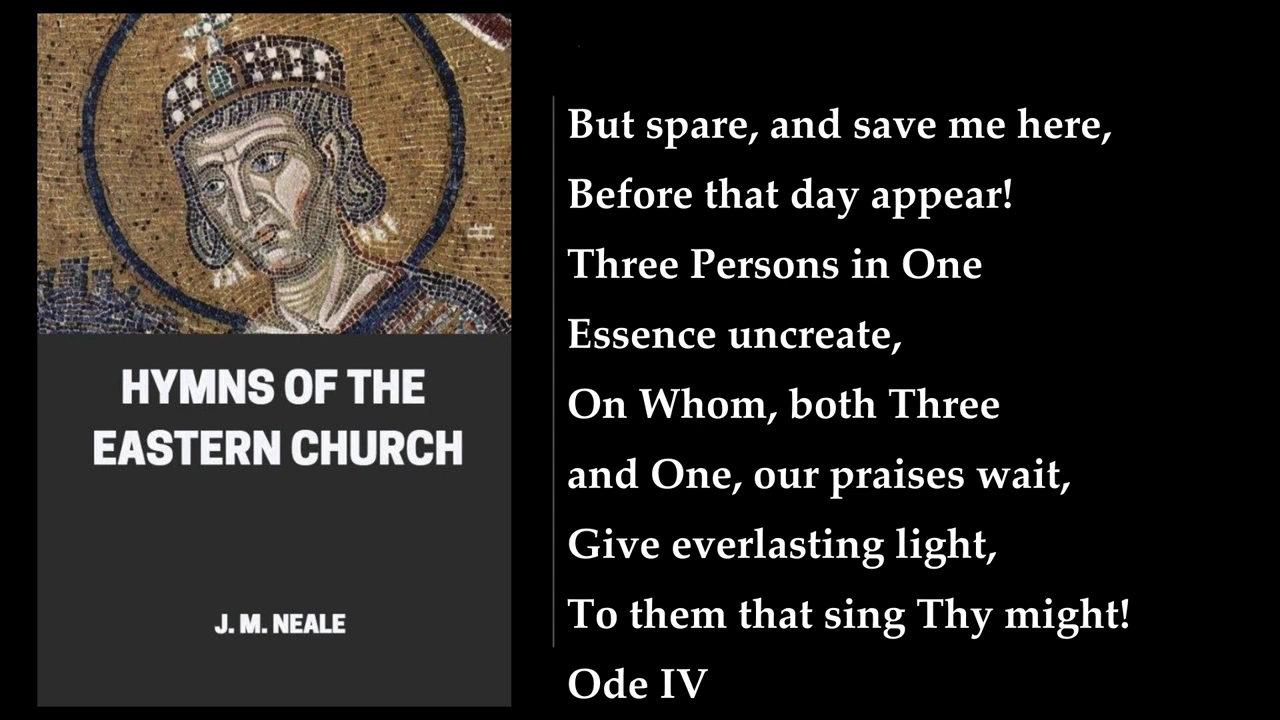 HYMNS OF THE
EASTERN CHURCH
J. M. NEALE
But spare, and save me here,
Before that day appear!
Three Persons in One
Essence uncreate,
On Whom, both Three
and One, our praises wait,
Give everlasting light,
To them that sing Thy might!
Ode IV